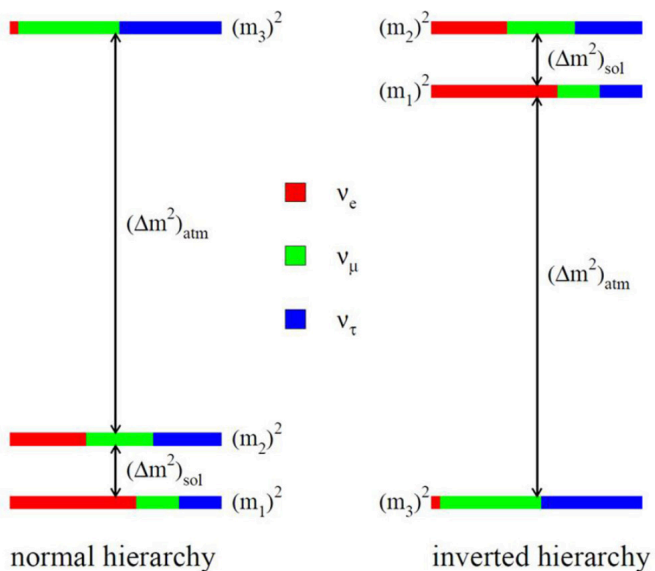 (m₃)²
(Δm²)atm
(m₂)²
(Δm²)sol
(m₁)²
normal hierarchy
νe
νμ
ντ
(m₂)²
(Δm²)sol
(m₁)²
(Δm²)atm
(m₃)²
inverted hierarchy